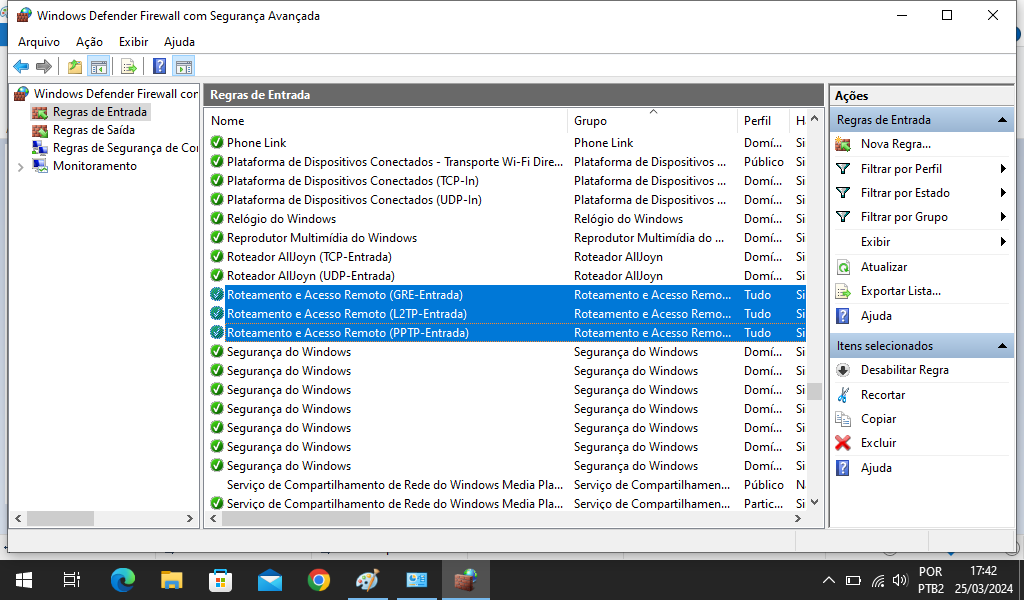 Windows Defender Firewall com Segurança Avançada
Arquivo Ação Exibir Ajuda
Windows Defender Firewall cor
Regras de Entrada
Regras de Saída
Regras de Segurança de Co
Monitoramento
Regras de Entrada
Nome Grupo Perfil H
Phone Link Phone Link Domí... Si
Plataforma de Dispositivos Conectados - Transporte Wi-Fi Dire... Plataforma de Dispositivos ... Público Si
Plataforma de Dispositivos Conectados (TCP-In) Plataforma de Dispositivos ... Domí... Si
Plataforma de Dispositivos Conectados (UDP-In) Plataforma de Dispositivos ... Domí... Si
Relógio do Windows Relógio do Windows Domí... Si
Reprodutor Multimídia do Windows Reprodutor Multimídia do ... Domí... Si
Roteador AllJoyn (TCP-Entrada) Roteador AllJoyn Domí... Si
Roteador AllJoyn (UDP-Entrada) Roteador AllJoyn Domí... Si
Roteamento e Acesso Remoto (GRE-Entrada) Roteamento e Acesso Remo... Tudo Si
Roteamento e Acesso Remoto (L2TP-Entrada) Roteamento e Acesso Remo... Tudo Si
Roteamento e Acesso Remoto (PPTP-Entrada) Roteamento e Acesso Remo... Tudo Si
Segurança do Windows Segurança do Windows Domí... Si
Segurança do Windows Segurança do Windows Domí... Si
Segurança do Windows Segurança do Windows Domí... Si
Segurança do Windows Segurança do Windows Domí... Si
Segurança do Windows Segurança do Windows Domí... Si
Segurança do Windows Segurança do Windows Domí... Si
Segurança do Windows Segurança do Windows Domí... Si
Serviço de Compartilhamento de Rede do Windows Media Pla... Serviço de Compartilhamen... Público N
Serviço de Compartilhamento de Rede do Windows Media Pla... Serviço de Compartilhamen... Partic... Si
Ações
Regras de Entrada
Nova Regra...
Filtrar por Perfil
Filtrar por Estado
Filtrar por Grupo
Exibir
Atualizar
Exportar Lista...
Ajuda
Itens selecionados
Desabilitar Regra
Recortar
Copiar
Excluir
Ajuda
POR
PTB2
17:42
25/03/2024